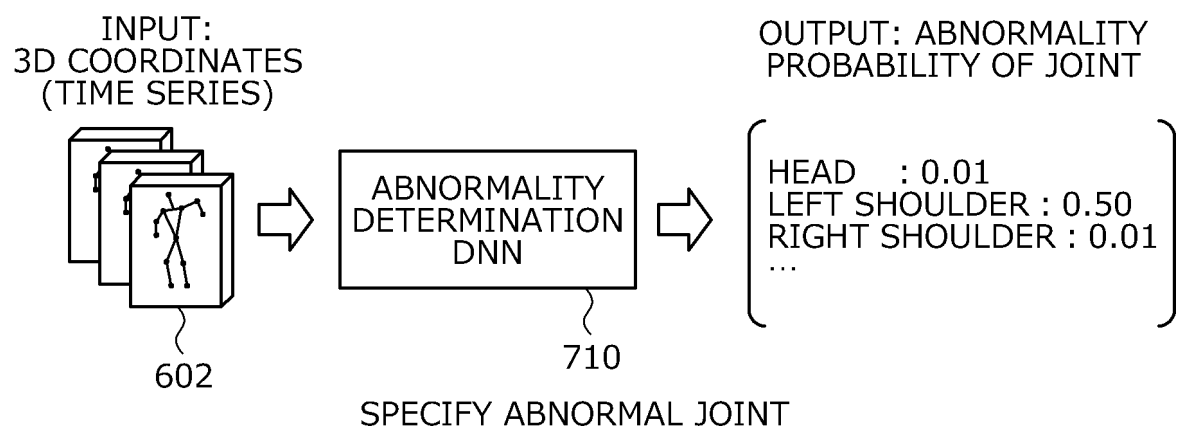 INPUT:
3D COORDINATES
(TIME SERIES)
602
ABNORMALITY
DETERMINATION
DNN
710
OUTPUT: ABNORMALITY
PROBABILITY OF JOINT
HEAD : 0.01
LEFT SHOULDER : 0.50
RIGHT SHOULDER : 0.01
...
SPECIFY ABNORMAL JOINT